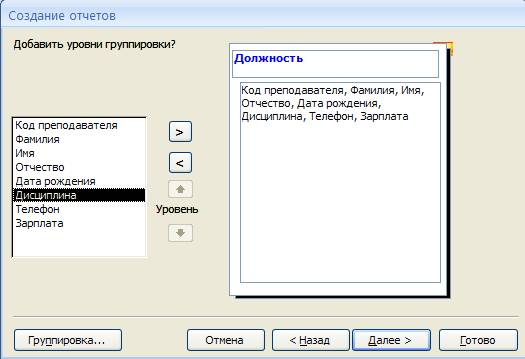 Создание отчетов
Добавить уровни группировки?
Код преподавателя
Фамилия
Имя
Отчество
Дата рождения
Дисциплина
Телефон
Зарплата
>
<
Уровень
Должность
Код преподавателя, Фамилия, Имя,
Отчество, Дата рождения,
Дисциплина, Телефон, Зарплата
Группировка...
Отмена
< Назад
Далее >
Готово